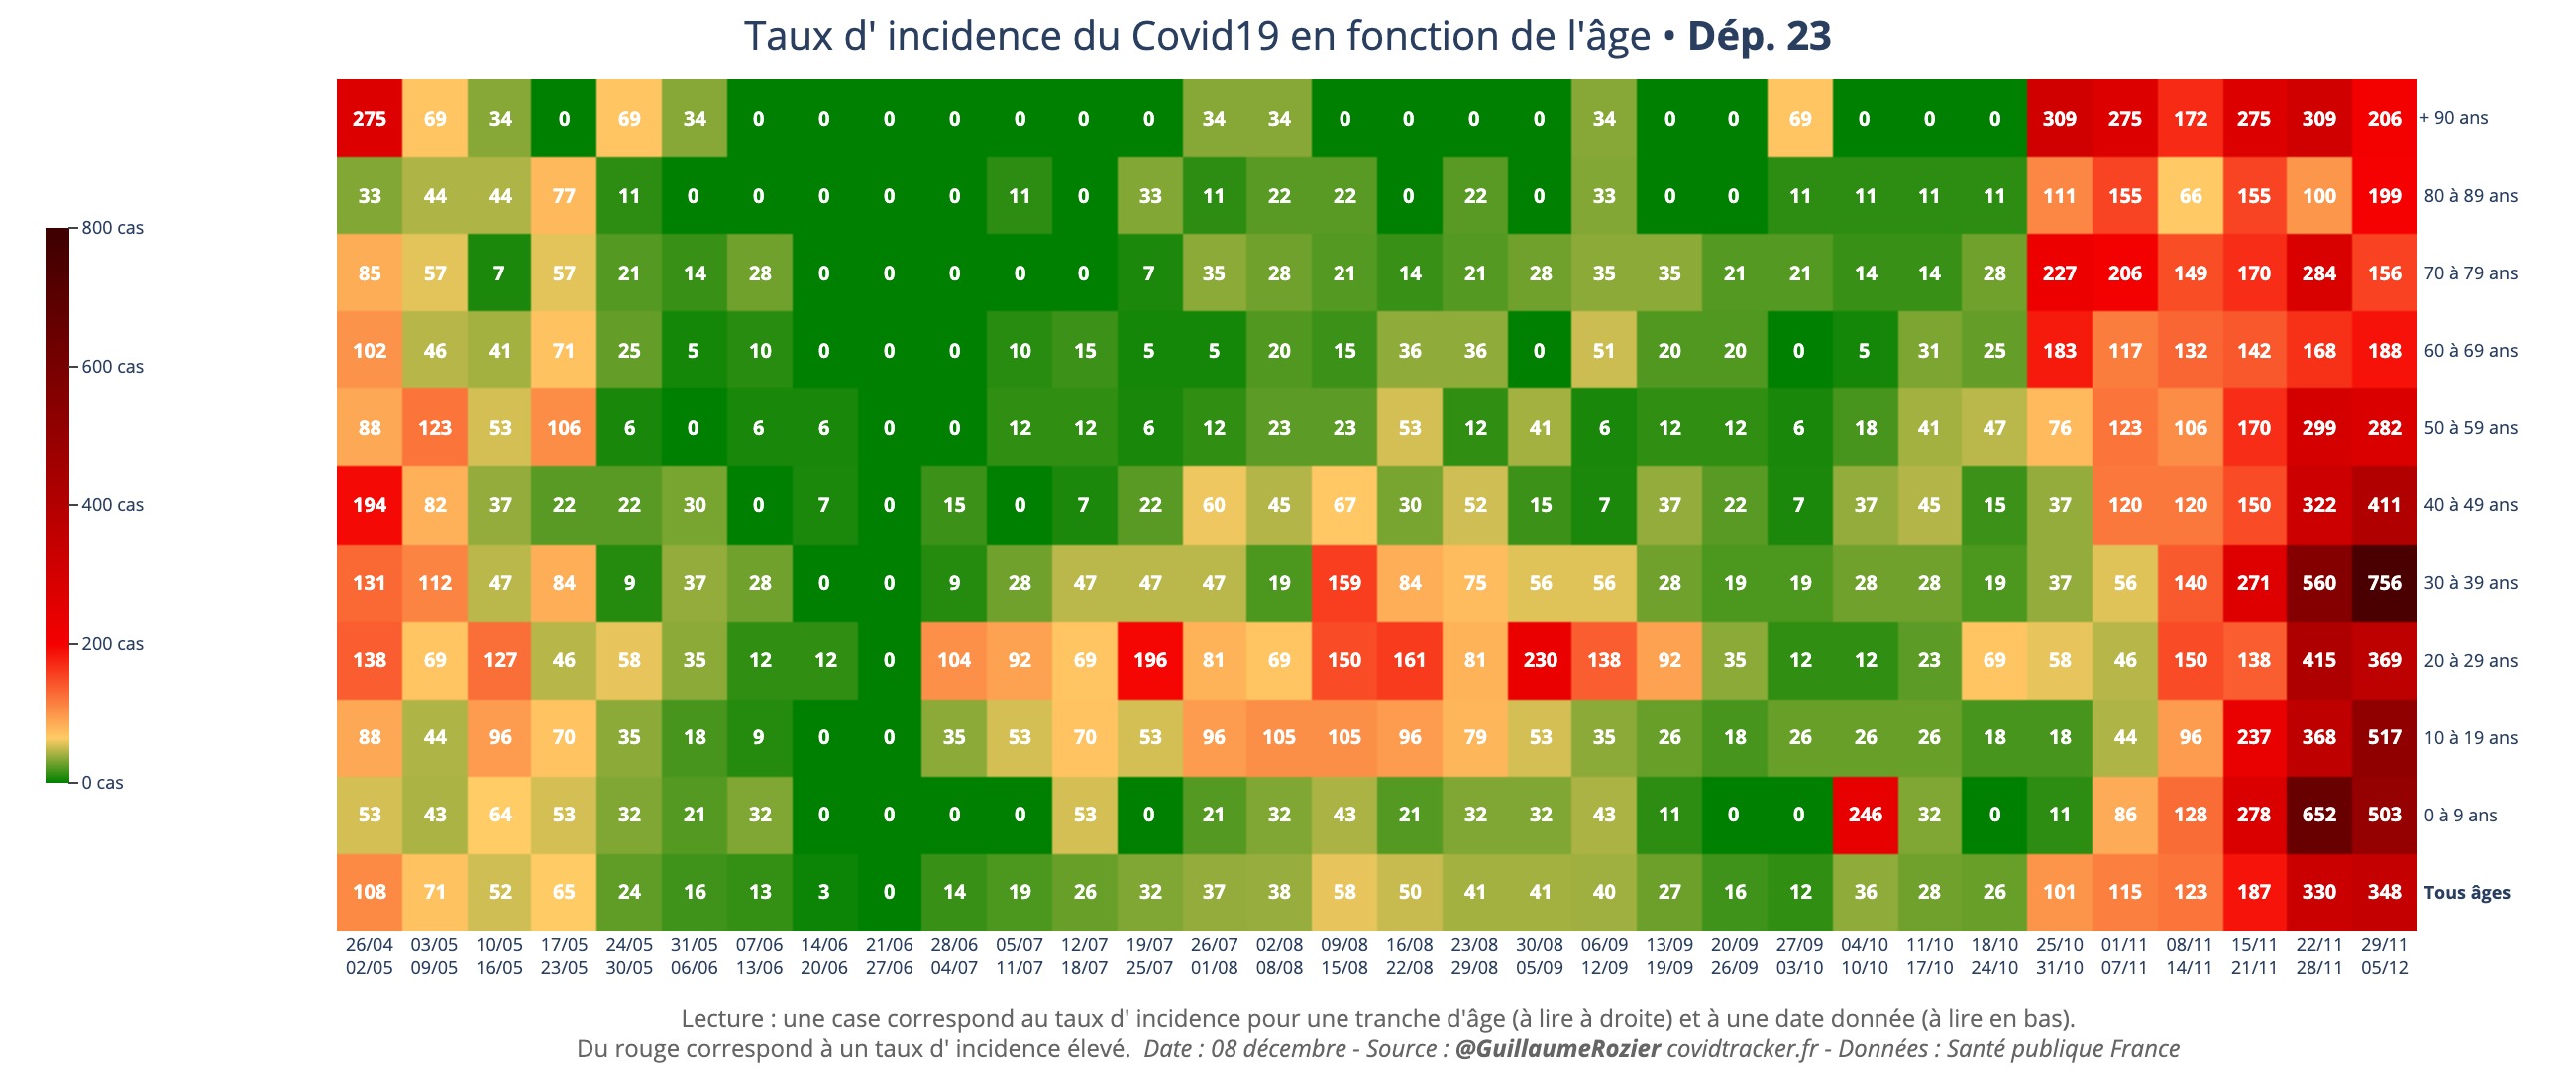 Taux d' incidence du Covid19 en fonction de l'âge • Dép. 23
275 69 34 0 69 34 0 0 0 0 0 0 0 34 34 0 0 0 0 34 0 0 69 0 0 0 309 275 172 275 309 206 + 90 ans
33 44 44 77 11 0 0 0 0 0 11 0 33 11 22 22 0 22 0 33 0 0 11 11 11 11 111 155 66 155 100 199 80 à 89 ans
800 cas
85 57 7 57 21 14 28 0 0 0 0 0 7 35 28 21 14 21 28 35 35 21 21 14 14 28 227 206 149 170 284 156 70 à 79 ans
102 46 41 71 25 5 10 0 0 0 10 15 5 5 20 15 36 36 0 51 20 20 0 5 31 25 183 117 132 142 168 188 60 à 69 ans
600 cas
88 123 53 106 6 0 6 6 0 0 12 12 6 12 23 23 53 12 41 6 12 12 6 18 41 47 76 123 106 170 299 282 50 à 59 ans
194 82 37 22 22 30 0 7 0 15 0 7 22 60 45 67 30 52 15 7 37 22 7 37 45 15 37 120 120 150 322 411 40 à 49 ans
400 cas
131 112 47 84 9 37 28 0 0 9 28 47 47 47 19 159 84 75 56 56 28 19 19 28 28 19 37 56 140 271 560 756 30 à 39 ans
200 cas
138 69 127 46 58 35 12 12 0 104 92 69 196 81 69 150 161 81 230 138 92 35 12 12 23 69 58 46 150 138 415 369 20 à 29 ans
88 44 96 70 35 18 9 0 0 35 53 70 53 96 105 105 96 79 53 35 26 18 26 26 26 18 18 44 96 237 368 517 10 à 19 ans
0 cas
53 43 64 53 32 21 32 0 0 0 0 53 0 21 32 43 21 32 32 43 11 0 0 246 32 0 11 86 128 278 652 503 0 à 9 ans
108 71 52 65 24 16 13 3 0 14 19 26 32 37 38 58 50 41 41 40 27 16 12 36 28 26 101 115 123 187 330 348 Tous âges
26/04 03/05 10/05 17/05 24/05 31/05 07/06 14/06 21/06 28/06 05/07 12/07 19/07 26/07 02/08 09/08 16/08 23/08 30/08 06/09 13/09 20/09 27/09 04/10 11/10 18/10 25/10 01/11 08/11 15/11 22/11 29/11
02/05 09/05 16/05 23/05 30/05 06/06 13/06 20/06 27/06 04/07 11/07 18/07 25/07 01/08 08/08 15/08 22/08 29/08 05/09 12/09 19/09 26/09 03/10 10/10 17/10 24/10 31/10 07/11 14/11 21/11 28/11 05/12
Lecture : une case correspond au taux d' incidence pour une tranche d'âge (à lire à droite) et à une date donnée (à lire en bas).
Du rouge correspond à un taux d' incidence élevé. Date : 08 décembre - Source : @GuillaumeRozier covidtracker.fr - Données : Santé publique France